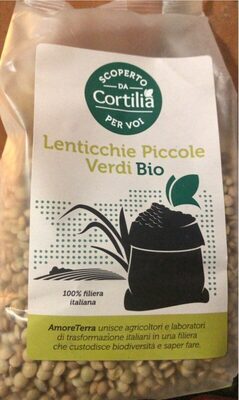 SCOPERTO
DA
Cortilia
PER VOI
Lenticchie Piccole
Verdi Bio
100% filiera
italiana
AmoreTerra unisce agricoltori e laboratori
di trasformazione italiani in una filiera
che custodisce biodiversità e saper fare.